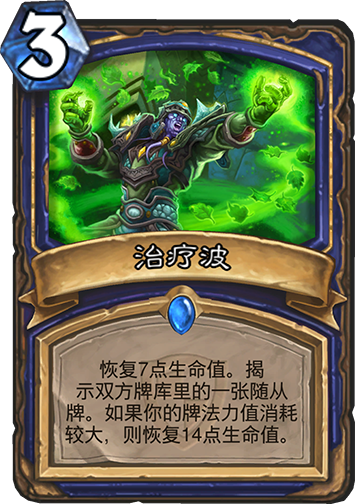 3
治疗波
恢复7点生命值。揭
示双方牌库里的一张随从
牌。如果你的牌法力值消耗
较大，则恢复14点生命值。